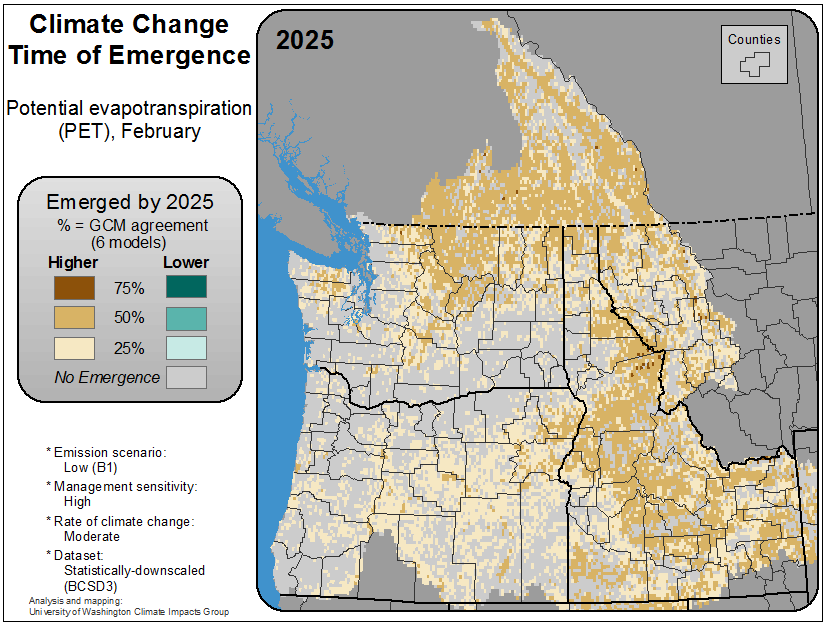 Climate Change
Time of Emergence
Potential evapotranspiration
(PET), February
Emerged by 2025
% = GCM agreement
(6 models)
Higher Lower
75%
50%
25%
No Emergence
* Emission scenario:
Low (B1)
* Management sensitivity:
High
* Rate of climate change:
Moderate
* Dataset:
Statistically-downscaled
(BCSD3)
Analysis and mapping:
University of Washington Climate Impacts Group
2025
Counties